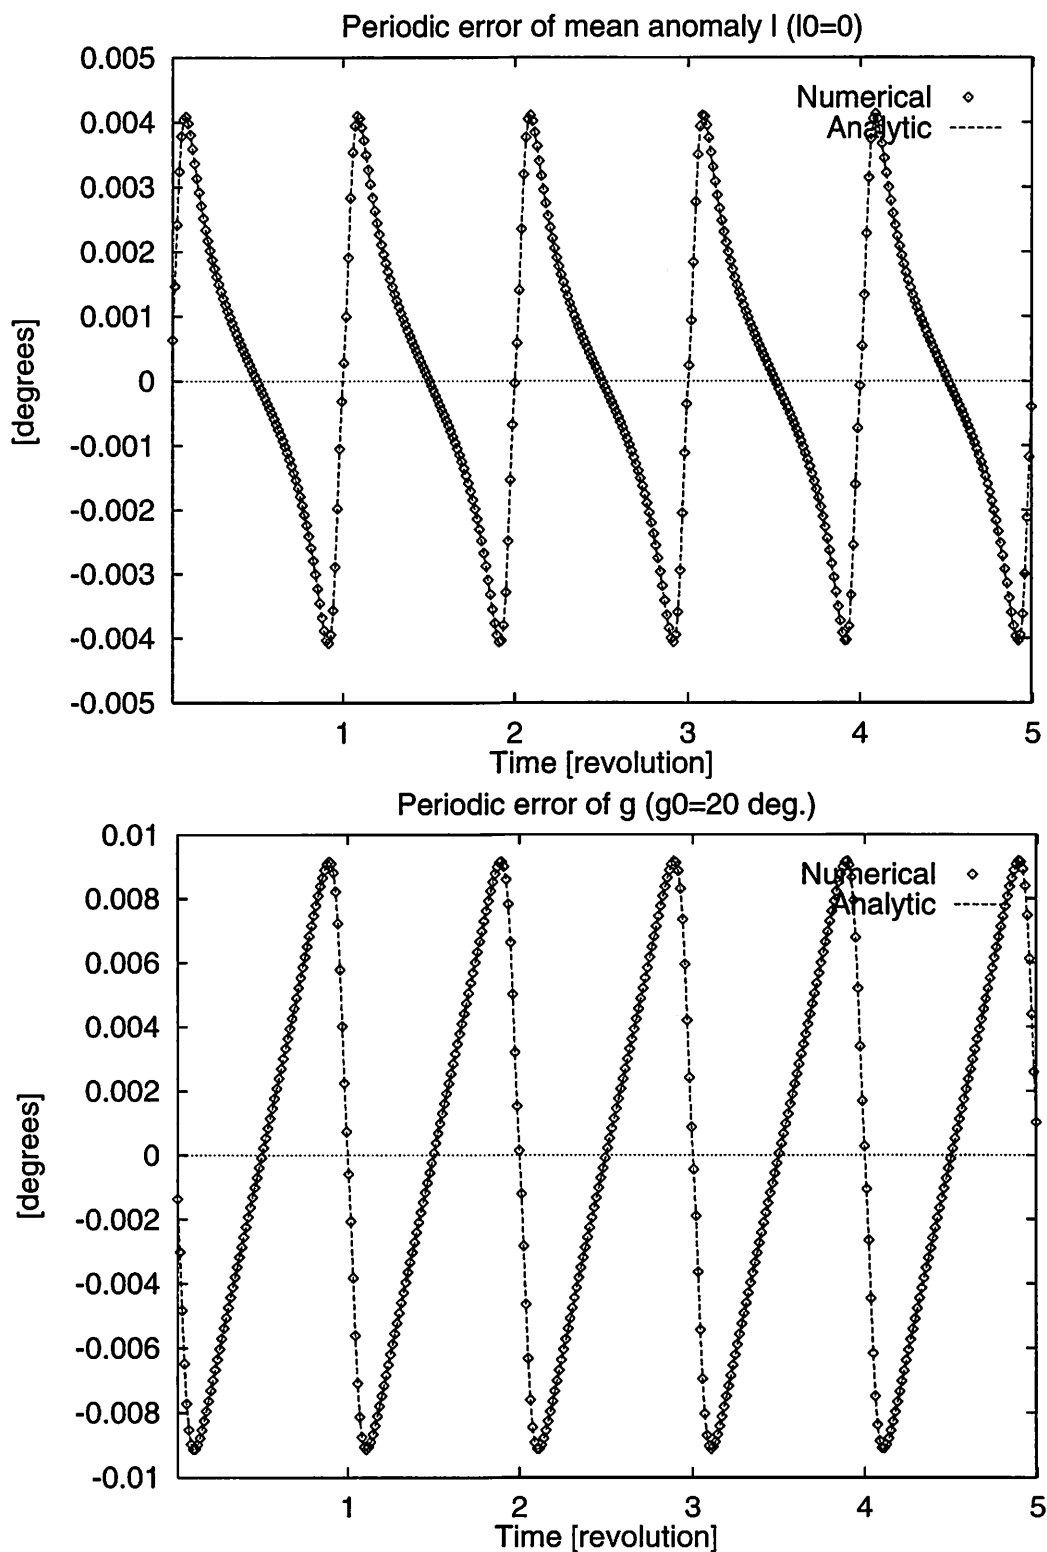 Periodic error of mean anomaly l (l0=0)
0.005
0.004
0.003
0.002
0.001
0
-0.001
-0.002
-0.003
-0.004
-0.005
[degrees]
Numerical
Analytic
1 2 3 4 5
Time [revolution]
Periodic error of g (g0=20 deg.)
0.01
0.008
0.006
0.004
0.002
0
-0.002
-0.004
-0.006
-0.008
-0.01
[degrees]
Numerical
Analytic
1 2 3 4 5
Time [revolution]